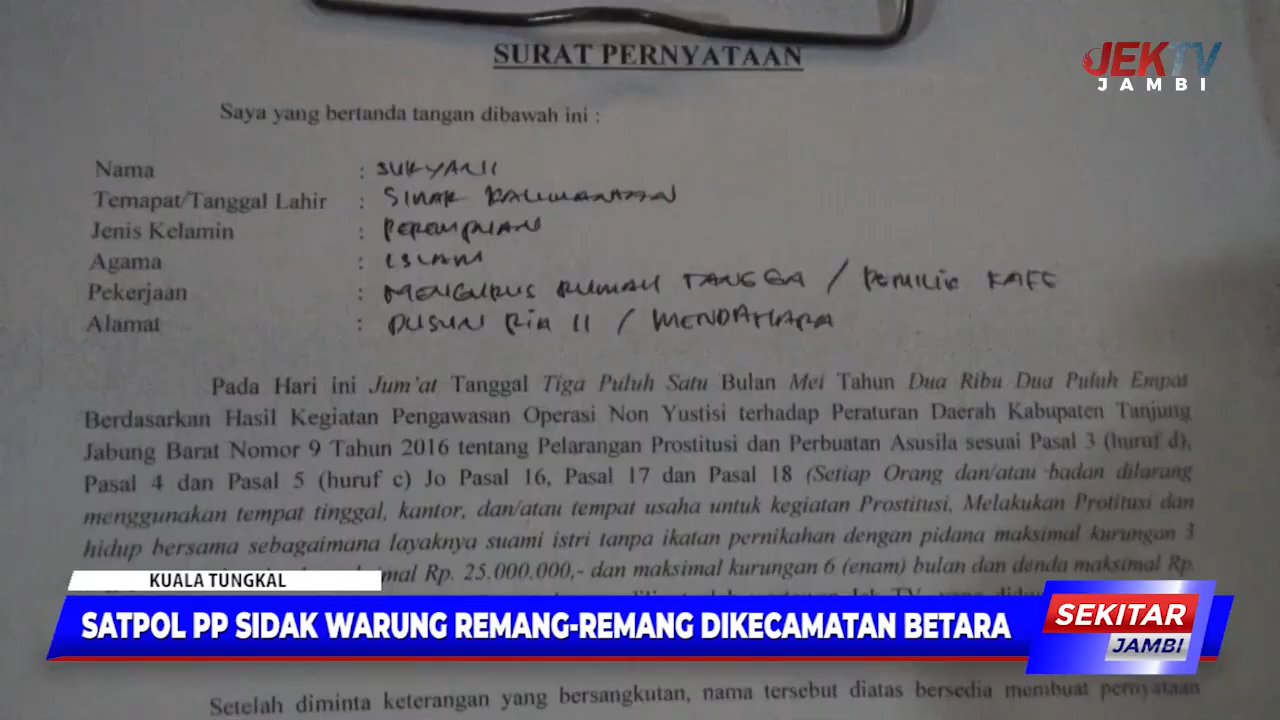 SURAT PERNYATAAN
JEKTV
JAMBI
Saya yang bertanda tangan dibawah ini :
Nama : SURYANI
Temapat/Tanggal Lahir : SINAR KALIMANTAN
Jenis Kelamin : PEREMPUAN
Agama : ISLAM
Pekerjaan : MENGURUS RUMAH TANGGA / PEMILIK KAFE
Alamat : DUSUN RIA II / MENDAHARA
Pada Hari ini Jum'at Tanggal Tiga Puluh Satu Bulan Mei Tahun Dua Ribu Dua Puluh Empat
Berdasarkan Hasil Kegiatan Pengawasan Operasi Non Yustisi terhadap Peraturan Daerah Kabupaten Tanjung
Jabung Barat Nomor 9 Tahun 2016 tentang Pelarangan Prostitusi dan Perbuatan Asusila sesuai Pasal 3 (huruf d),
Pasal 4 dan Pasal 5 (huruf c) Jo Pasal 16, Pasal 17 dan Pasal 18 (Setiap Orang dan/atau badan dilarang
menggunakan tempat tinggal, kantor, dan/atau tempat usaha untuk kegiatan Prostitusi, Melakukan Protitusi dan
hidup bersama sebagaimana layaknya suami istri tanpa ikatan pernikahan dengan pidana maksimal kurungan 3
Rp. 25.000.000,- dan maksimal kurungan 6 (enam) bulan dan denda maksimal Rp.
KUALA TUNGKAL
SATPOL PP SIDAK WARUNG REMANG-REMANG DIKECAMATAN BETARA
SEKITAR
JAMBI
Setelah diminta keterangan yang bersangkutan, nama tersebut diatas bersedia membuat pernyataan